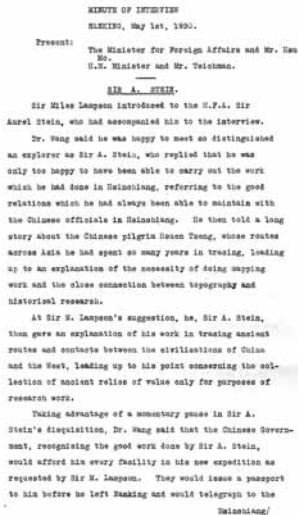 MINUTE OF INTERVIEW
NANKING, May 1st, 1930.
Present:
The Minister for Foreign Affairs and Mr. Hsu
Mo.
H.M. Minister and Mr. Teichman.
SIR A. STEIN.
Sir Miles Lampson introduced to the M.F.A. Sir
Aurel Stein, who had accompanied him to the interview.
Dr. Wang said he was happy to meet so distinguished
an explorer as Sir A. Stein, who replied that he was
only too happy to have been able to carry out the work
which he had done in Hsinchiang, referring to the good
relations which he had always been able to maintain with
the Chinese officials in Hsinchiang. He then told a long
story about the Chinese pilgrim Hsuen Tsang, whose routes
across Asia he had spent so many years in tracing, leading
up to an explanation of the necessity of doing mapping
work and the close connection between topography and
historical research.
At Sir M. Lampson's suggestion, he, Sir A. Stein,
then gave an explanation of his work in tracing ancient
routes and contacts between the civilizations of China
and the West, leading up to his point concerning the col-
lection of ancient relics of value only for purposes of
research work.
Taking advantage of a momentary pause in Sir A.
Stein's disquisition, Dr. Wang said that the Chinese Govern-
ment, recognising the good work done by Sir A. Stein,
would afford him every facility in his new expedition as
requested by Sir M. Lampson. They would issue a passport
to him before he left Nanking and would telegraph to the
Hsinchiang/